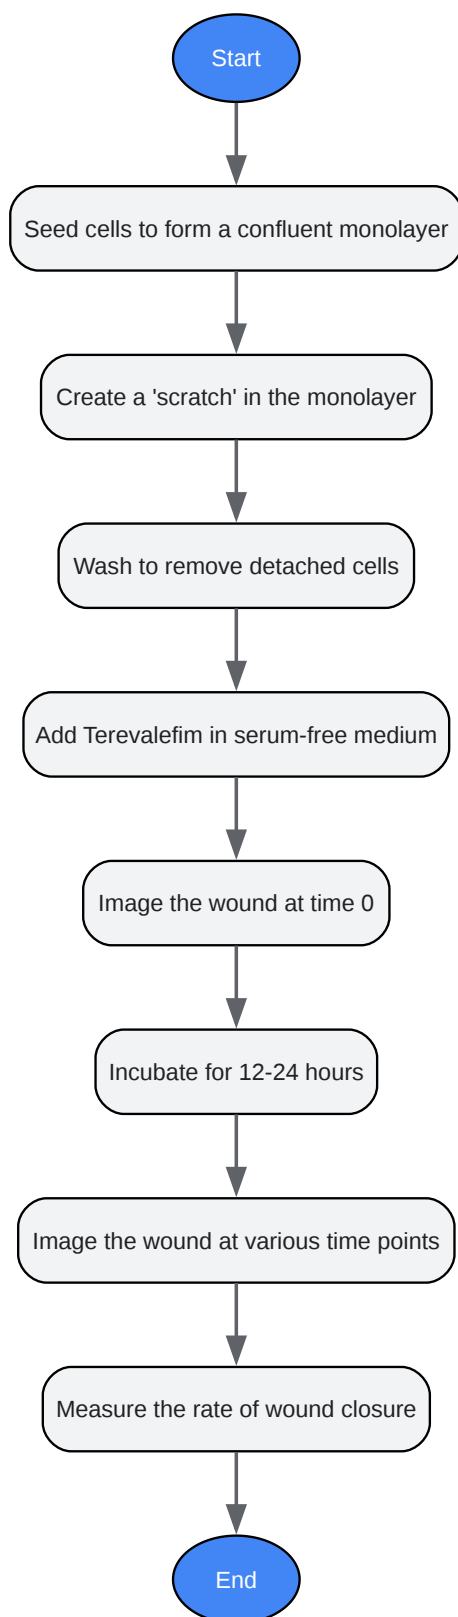 Start
Seed cells to form a confluent monolayer
Create a 'scratch' in the monolayer
Wash to remove detached cells
Add Terevalefim in serum-free medium
Image the wound at time 0
Incubate for 12-24 hours
Image the wound at various time points
Measure the rate of wound closure
End